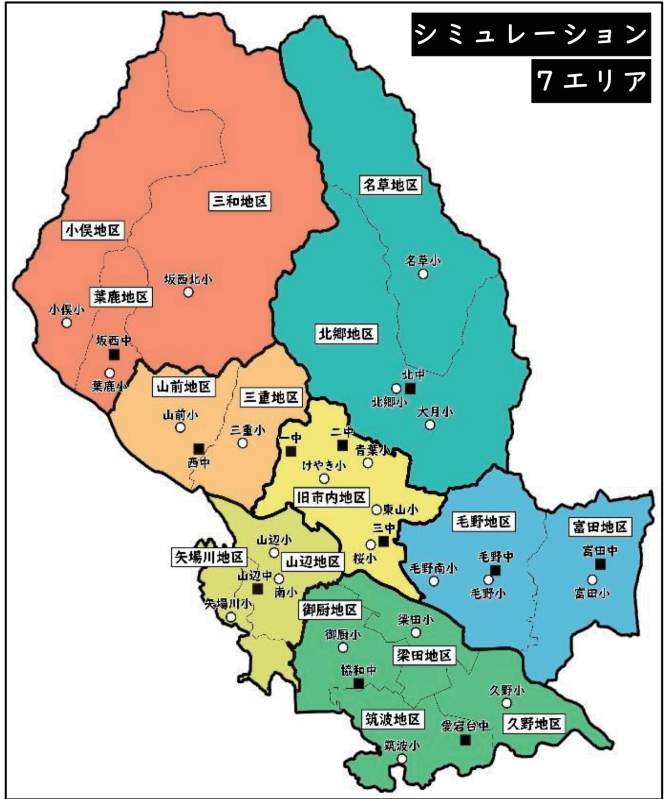 シミュレーション
7エリア
名草地区
三和地区
小俣地区
名草小
坂西北小
葉鹿地区
小俣小
坂西中
北郷地区
葉鹿小
山前地区
北中
北郷小
三重地区
大月小
山前小
三重小
一中
二中
青葉小
西中
けやき小
旧市内地区
東山小
毛野地区
富田地区
三中
桜小
山辺小
矢場川地区
山辺地区
毛野中
富田中
毛野南小
毛野小
富田小
山辺中
南小
矢場川小
御厨地区
梁田小
御厨小
梁田地区
協和中
久野小
筑波地区
久野地区
愛宕台中
筑波小